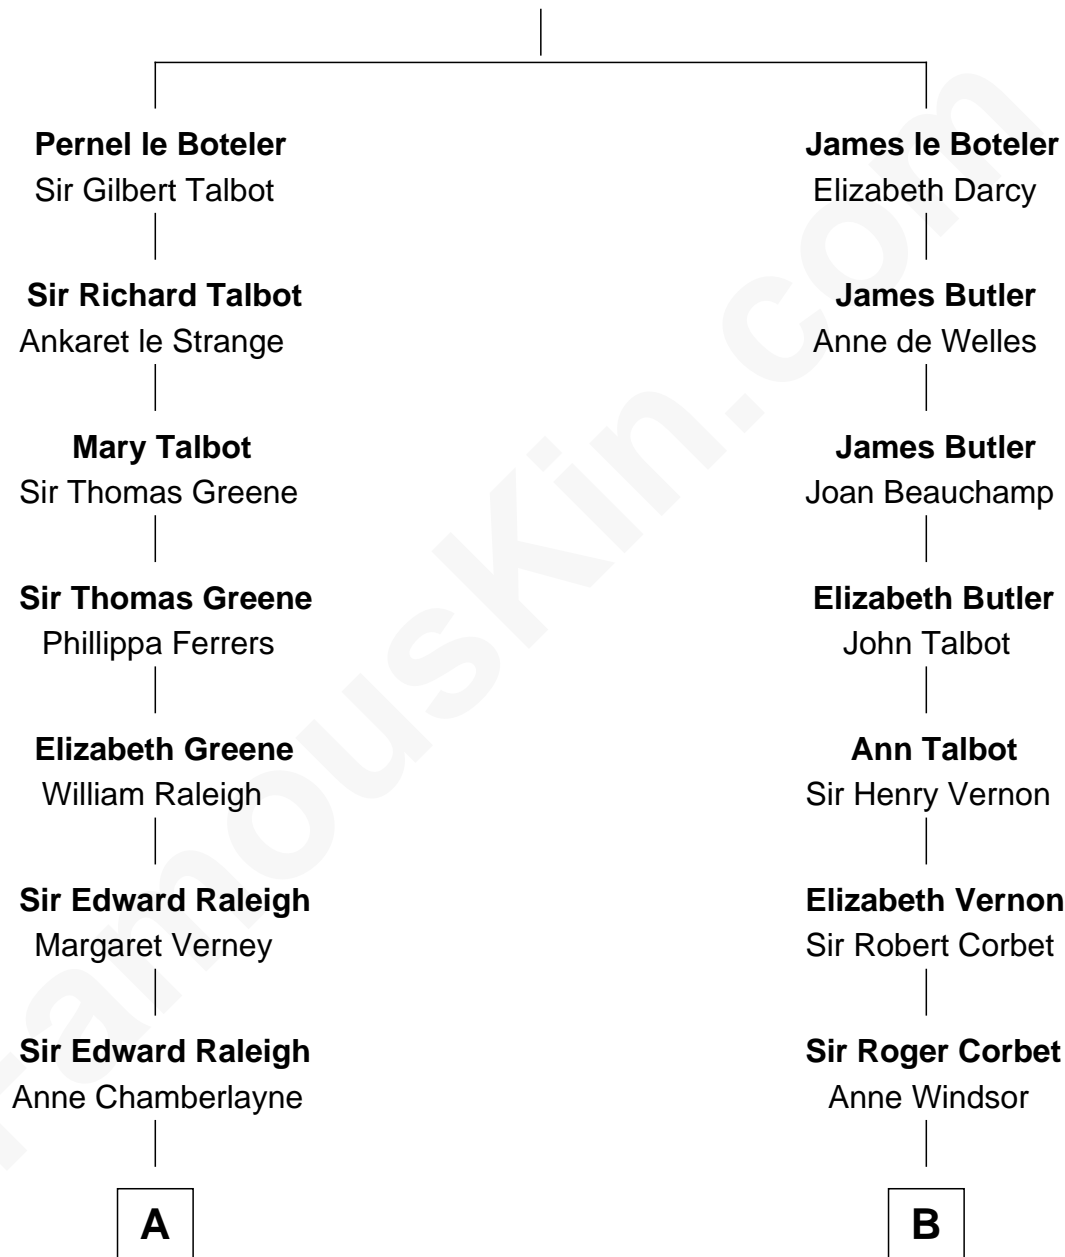 Pernel le Boteler
Sir Gilbert Talbot
Sir Richard Talbot
Ankaret le Strange
Mary Talbot
Sir Thomas Greene
Sir Thomas Greene
Phillippa Ferrers
Elizabeth Greene
William Raleigh
Sir Edward Raleigh
Margaret Verney
Sir Edward Raleigh
Anne Chamberlayne
A
James le Boteler
Elizabeth Darcy
James Butler
Anne de Welles
James Butler
Joan Beauchamp
Elizabeth Butler
John Talbot
Ann Talbot
Sir Henry Vernon
Elizabeth Vernon
Sir Robert Corbet
Sir Roger Corbet
Anne Windsor
B
FamousKin.com